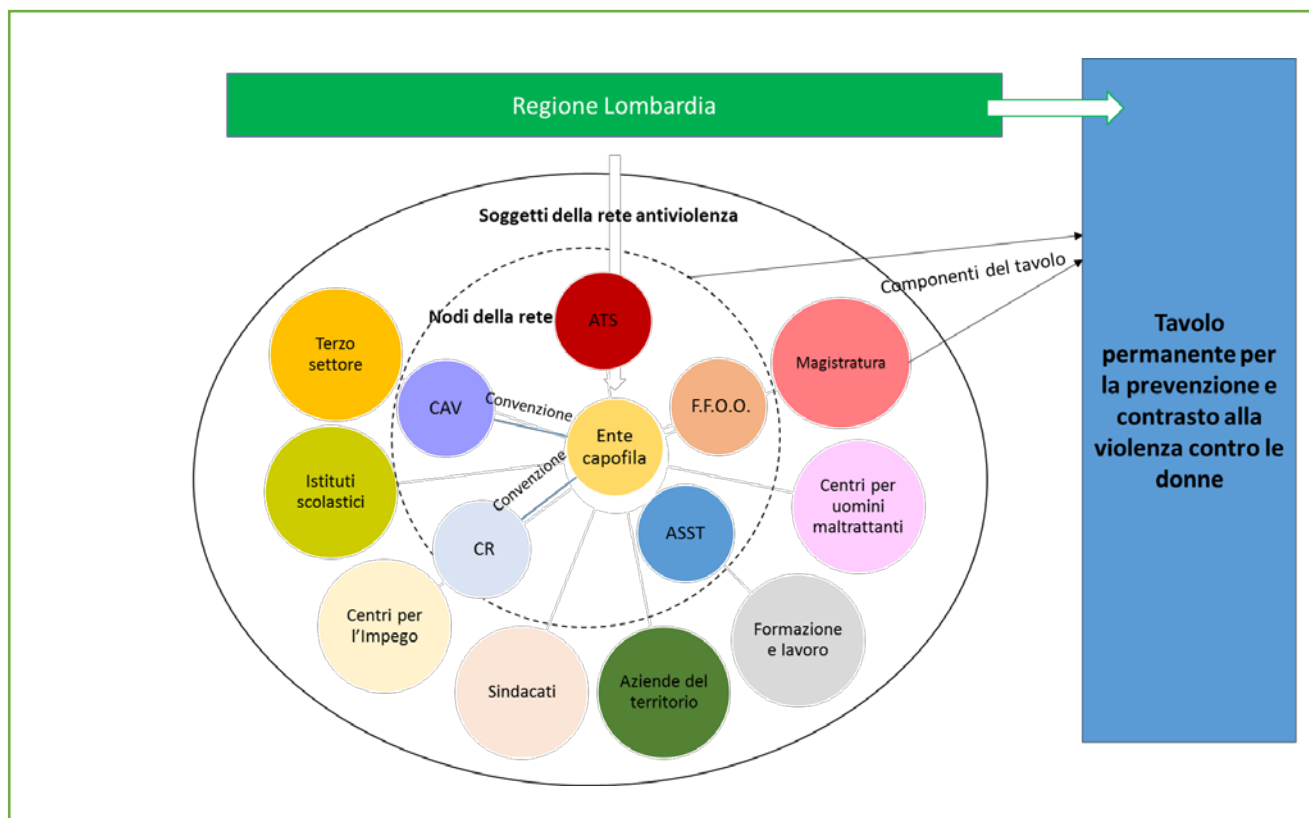 Regione Lombardia
Soggetti della rete antiviolenza
Componenti del tavolo
Nodi della rete
ATS
Terzo
settore
Magistratura
CAV
Convenzione
F.F.O.O.
Ente
capofila
Istituti
scolastici
Convenzione
Centri per
uomini
maltrattanti
CR
ASST
Centri per
l’Impego
Formazione
e lavoro
Sindacati
Aziende del
territorio
Tavolo
permanente per
la prevenzione e
contrasto alla
violenza contro le
donne